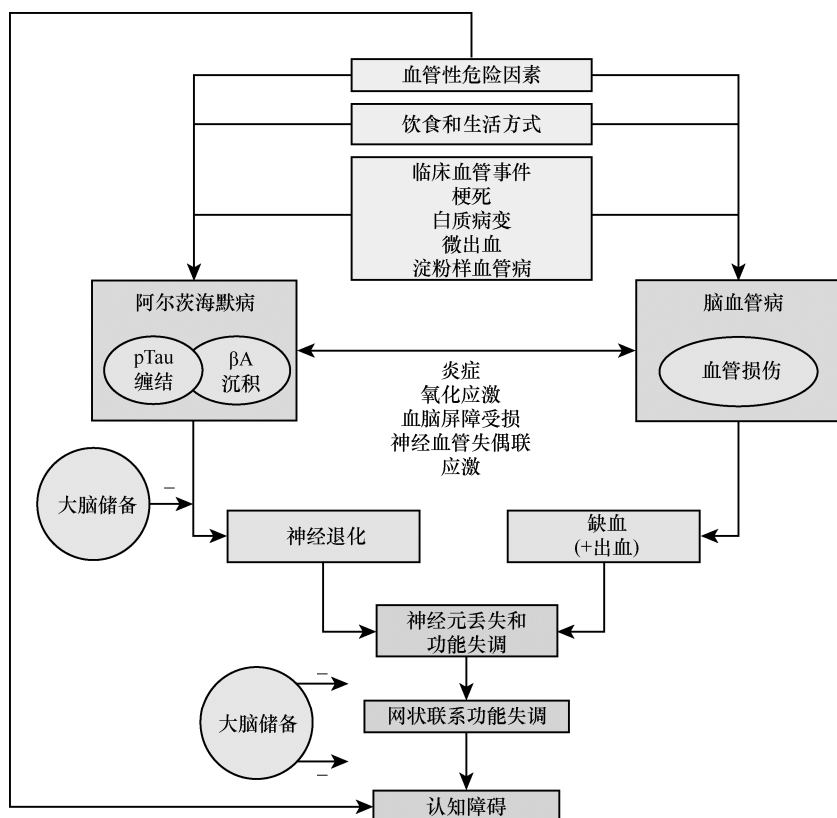 血管性危险因素
饮食和生活方式
临床血管事件
梗死
白质病变
微出血
淀粉样血管病
阿尔茨海默病
pTau
缠结
βA
沉积
脑血管病
血管损伤
炎症
氧化应激
血脑屏障受损
神经血管失偶联
应激
大脑储备
–
神经退化
缺血
(+出血)
神经元丢失和
功能失调
大脑储备
–
–
网状联系功能失调
认知障碍